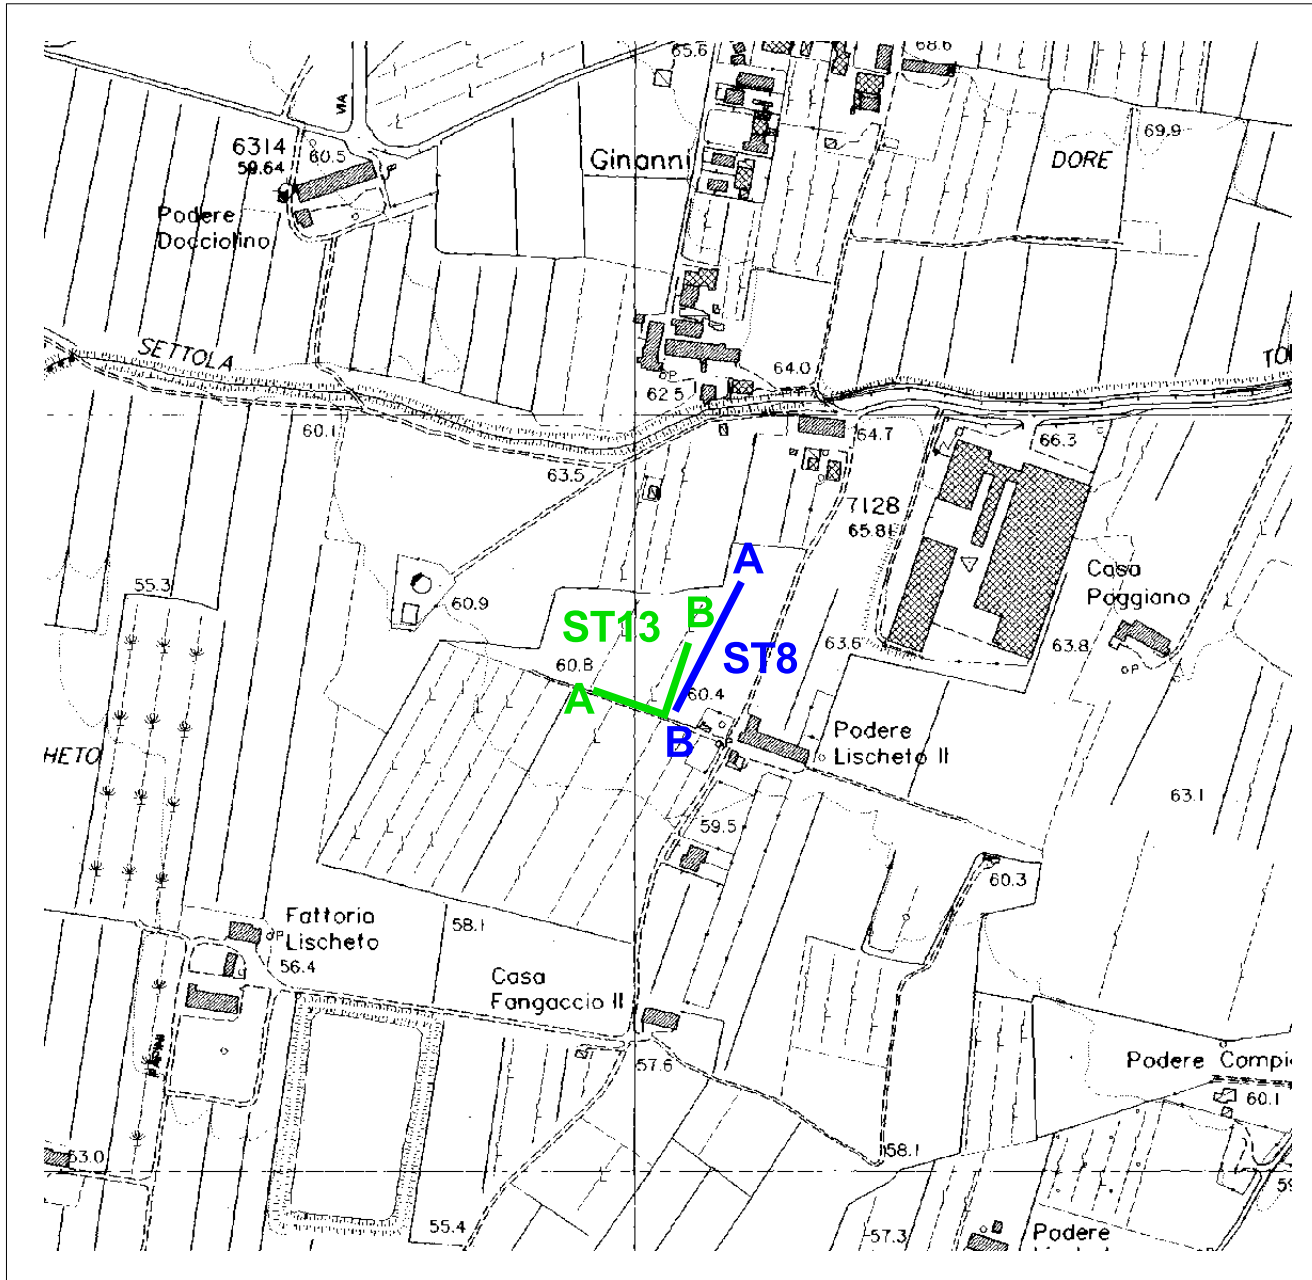 65.6
68.6
VIA
6314
60.5
59.64
Ginanni
69.9
DORE
Podere
Docciolino
SETTOLA
64.0
P
62.5
60.1
64.7
66.3
63.5
7128
65.81
A
Casa
Poggiano
55.3
60.9
B
ST13
63.6
63.8
ST8
60.8
P
A
60.4
B
Podere
Lischeto II
HETO
63.1
59.5
60.3
Fattoria
Lischeto
P
58.1
56.4
Casa
Fangaccio II
57.6
Podere Compi
60.1
58.1
53.0
55.4
57.3
Podere